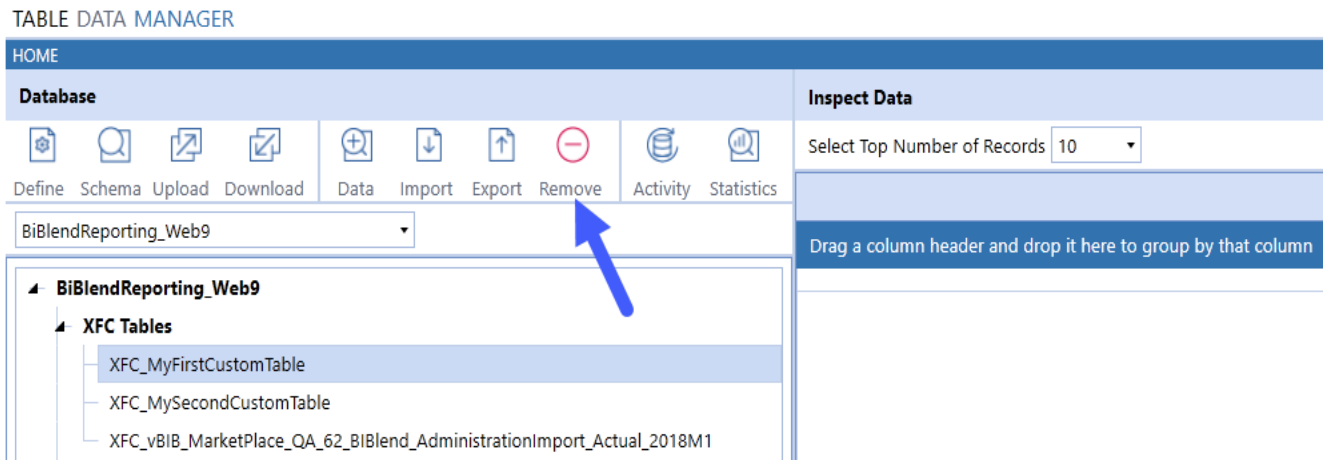 TABLE DATA MANAGER
HOME
Database
Inspect Data
Select Top Number of Records 10
Define Schema Upload Download Data Import Export Remove Activity Statistics
BiBlendReporting_Web9
Drag a column header and drop it here to group by that column
BiBlendReporting_Web9
XFC Tables
XFC_MyFirstCustomTable
XFC_MySecondCustomTable
XFC_vBIB_MarketPlace_QA_62_BIBlend_AdministrationImport_Actual_2018M1